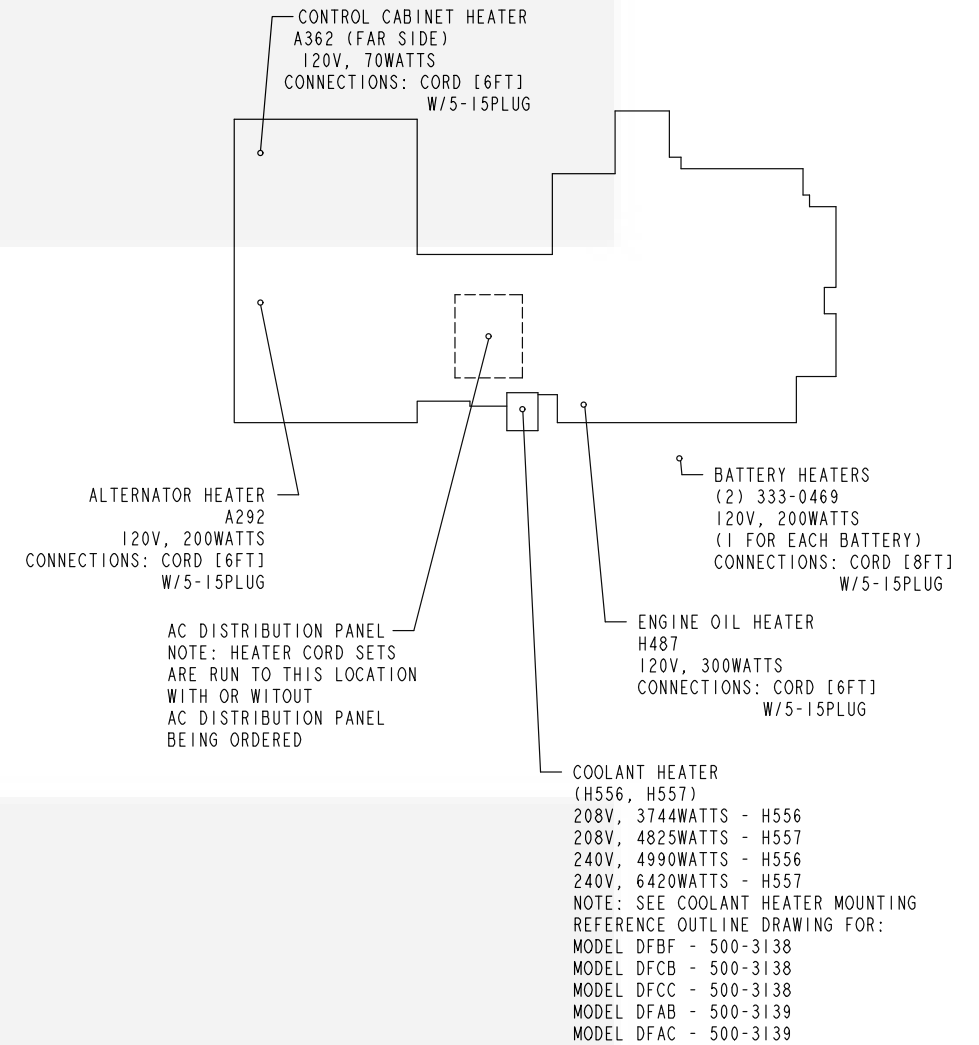 CONTROL CABINET HEATER
A362 (FAR SIDE)
120V, 70WATTS
CONNECTIONS: CORD [6FT]
W/5-15PLUG
ALTERNATOR HEATER
A292
120V, 200WATTS
CONNECTIONS: CORD [6FT]
W/5-15PLUG
BATTERY HEATERS
(2) 333-0469
120V, 200WATTS
(1 FOR EACH BATTERY)
CONNECTIONS: CORD [8FT]
W/5-15PLUG
AC DISTRIBUTION PANEL
NOTE: HEATER CORD SETS
ARE RUN TO THIS LOCATION
WITH OR WITOUT
AC DISTRIBUTION PANEL
BEING ORDERED
ENGINE OIL HEATER
H487
120V, 300WATTS
CONNECTIONS: CORD [6FT]
W/5-15PLUG
COOLANT HEATER
(H556, H557)
208V, 3744WATTS - H556
208V, 4825WATTS - H557
240V, 4990WATTS - H556
240V, 6420WATTS - H557
NOTE: SEE COOLANT HEATER MOUNTING
REFERENCE OUTLINE DRAWING FOR:
MODEL DFBF - 500-3138
MODEL DFCB - 500-3138
MODEL DFCC - 500-3138
MODEL DFAB - 500-3139
MODEL DFAC - 500-3139